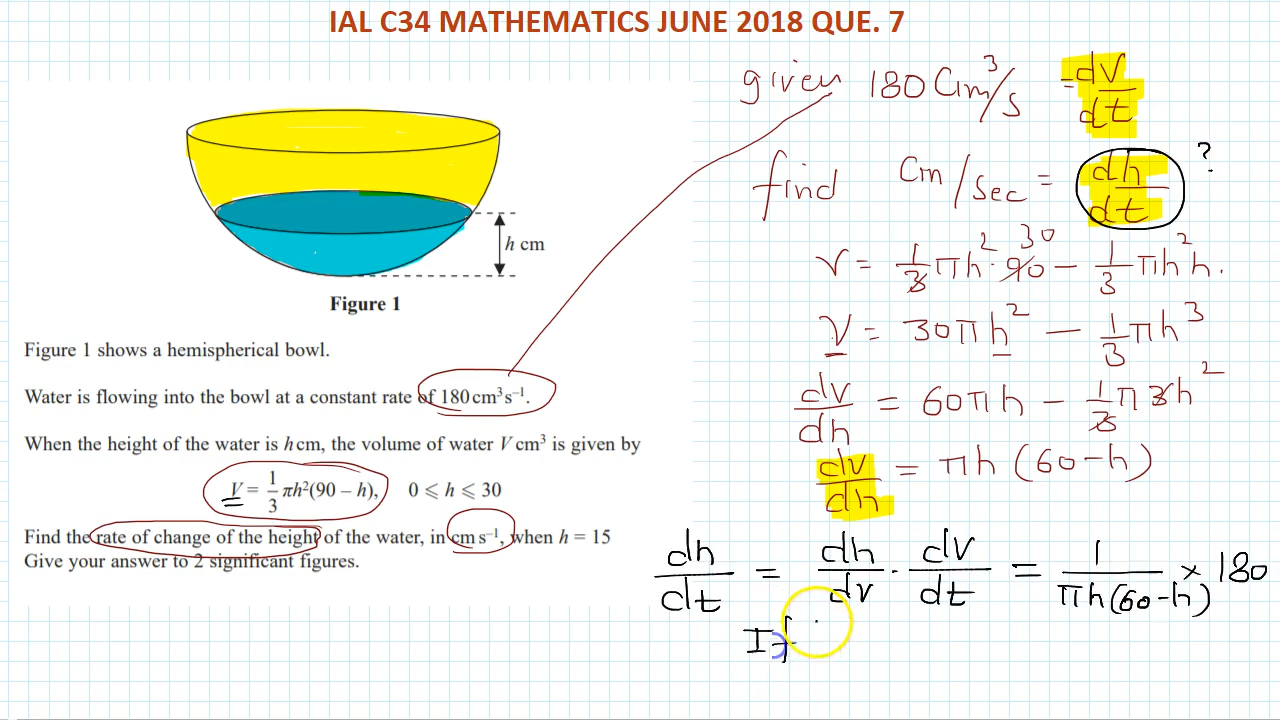 IAL C34 MATHEMATICS JUNE 2018 QUE. 7
h cm
Figure 1
Figure 1 shows a hemispherical bowl.
Water is flowing into the bowl at a constant rate of 180 cm³ s⁻¹.
When the height of the water is h cm, the volume of water V cm³ is given by
V = 1/3 πh²(90 – h), 0 ⩽ h ⩽ 30
Find the rate of change of the height of the water, in cm s⁻¹, when h = 15
Give your answer to 2 significant figures.
given 180 Cm³/s = dV/dt
find Cm/sec = dh/dt ?
V = 1/3 πh² · 90 30 – 1/3 πh² h.
V = 30πh² – 1/3 πh³
dV/dh = 60πh – 1/3 π3h²
dV/dh = πh (60–h)
dh/dt = dh/dv · dV/dt = 1/πh(60–h) × 180
If